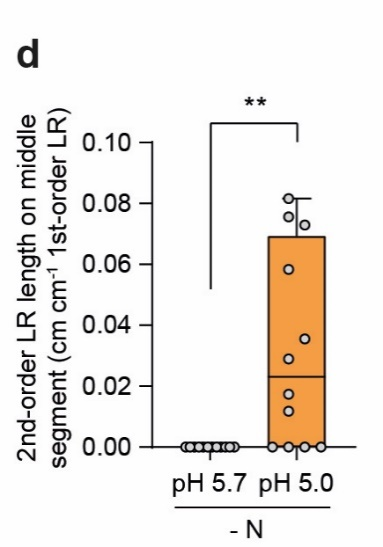 d
**
2nd-order LR length on middle
segment (cm cm⁻¹ 1st-order LR)
0.10
0.08
0.06
0.04
0.02
0.00
pH 5.7 pH 5.0
- N